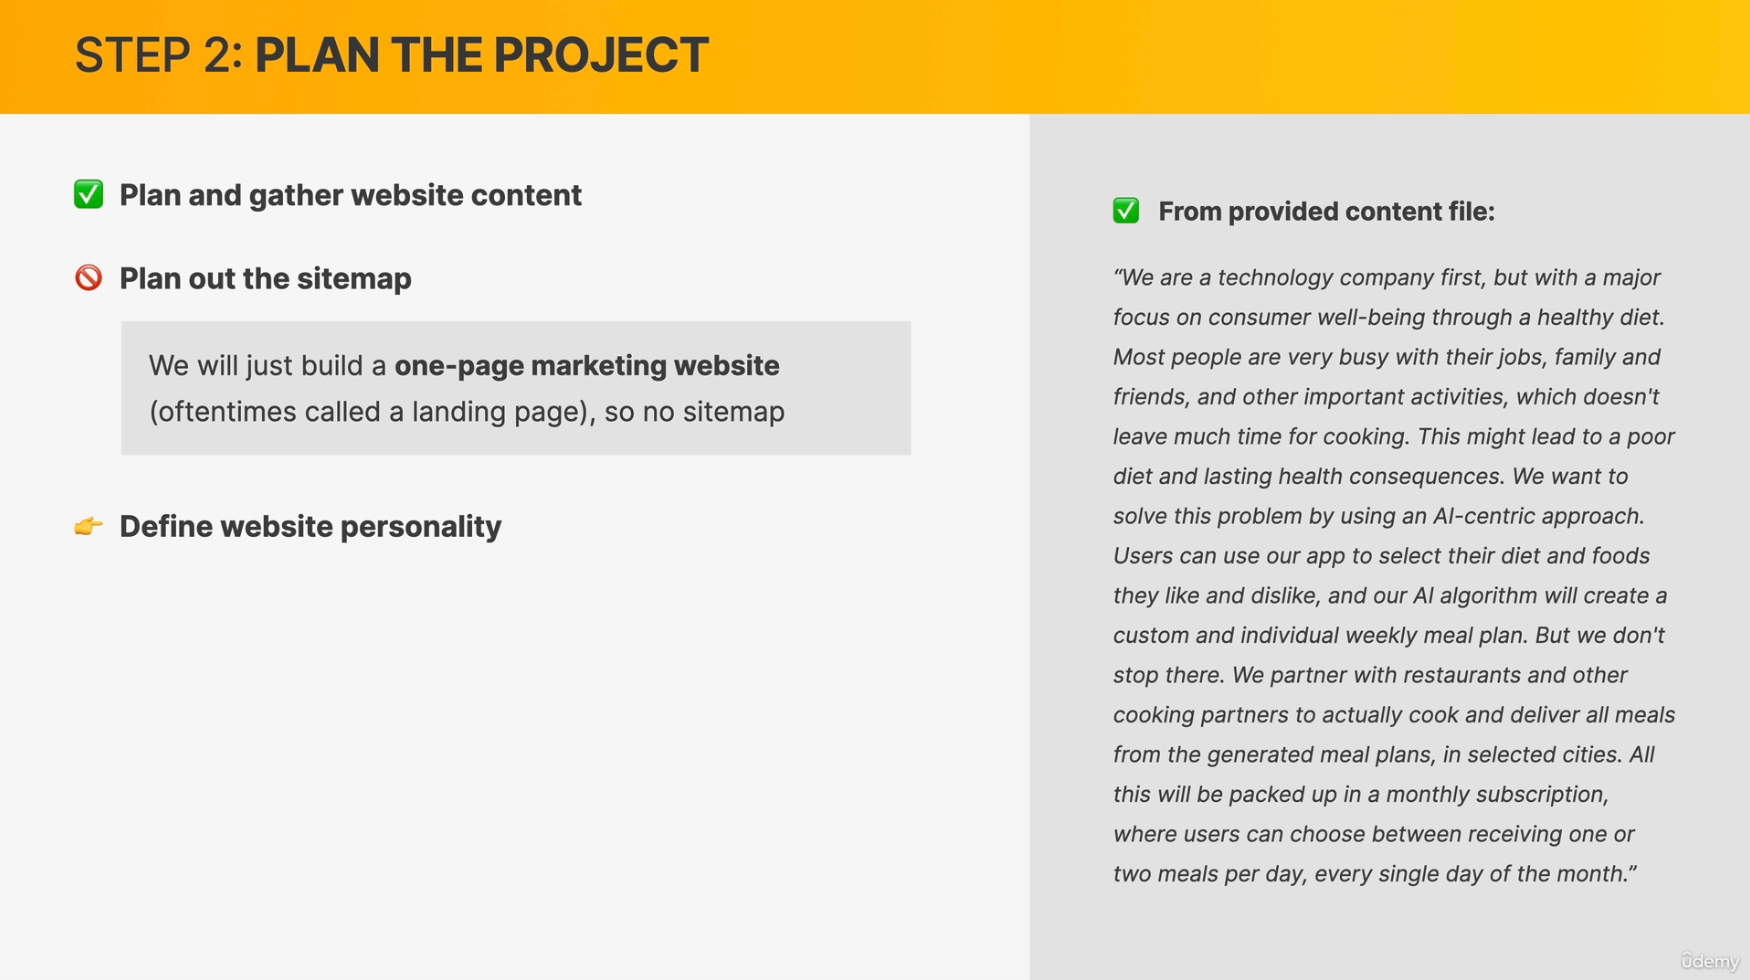 STEP 2: PLAN THE PROJECT
✅ Plan and gather website content
🚫 Plan out the sitemap
We will just build a one-page marketing website
(oftentimes called a landing page), so no sitemap
👉 Define website personality
✅ From provided content file:
“We are a technology company first, but with a major
focus on consumer well-being through a healthy diet.
Most people are very busy with their jobs, family and
friends, and other important activities, which doesn't
leave much time for cooking. This might lead to a poor
diet and lasting health consequences. We want to
solve this problem by using an AI-centric approach.
Users can use our app to select their diet and foods
they like and dislike, and our AI algorithm will create a
custom and individual weekly meal plan. But we don't
stop there. We partner with restaurants and other
cooking partners to actually cook and deliver all meals
from the generated meal plans, in selected cities. All
this will be packed up in a monthly subscription,
where users can choose between receiving one or
two meals per day, every single day of the month.”
ûdemy